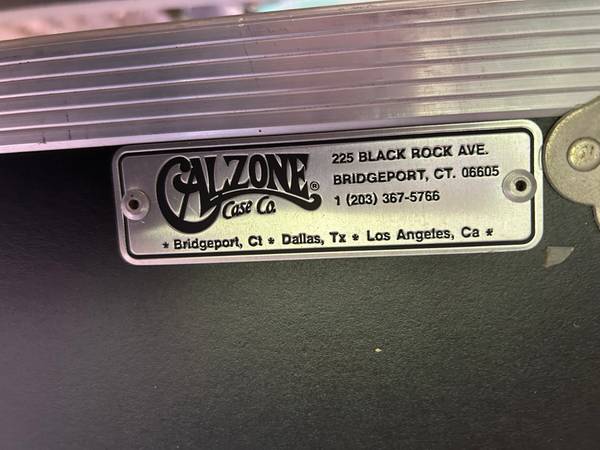 CALZONE®
Case Co.
225 BLACK ROCK AVE.
BRIDGEPORT, CT. 06605
1 (203) 367-5766
* Bridgeport, Ct * Dallas, Tx * Los Angeles, Ca *